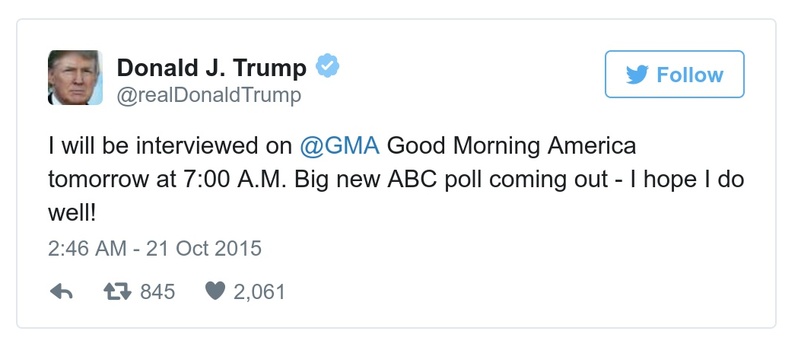 Donald J. Trump
@realDonaldTrump
Follow
I will be interviewed on @GMA Good Morning America
tomorrow at 7:00 A.M. Big new ABC poll coming out - I hope I do
well!
2:46 AM - 21 Oct 2015
845 2,061